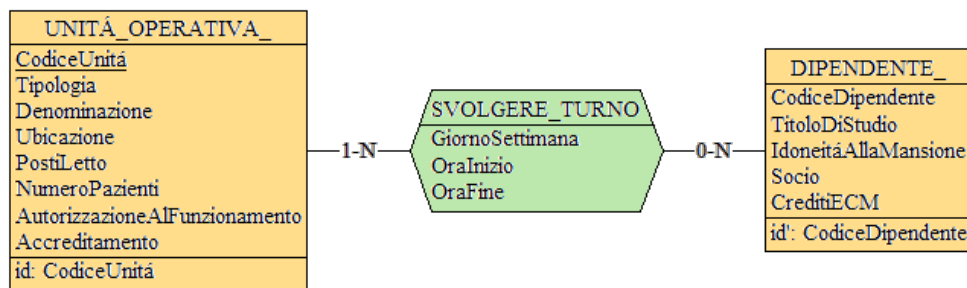 UNITÁ_OPERATIVA_
CodiceUnitá
Tipologia
Denominazione
Ubicazione
PostiLetto
NumeroPazienti
AutorizzazioneAlFunzionamento
Accreditamento
id: CodiceUnitá
1-N
SVOLGERE_TURNO
GiornoSettimana
OraInizio
OraFine
0-N
DIPENDENTE_
CodiceDipendente
TitoloDiStudio
IdoneitáAllaMansione
Socio
CreditiECM
id': CodiceDipendente